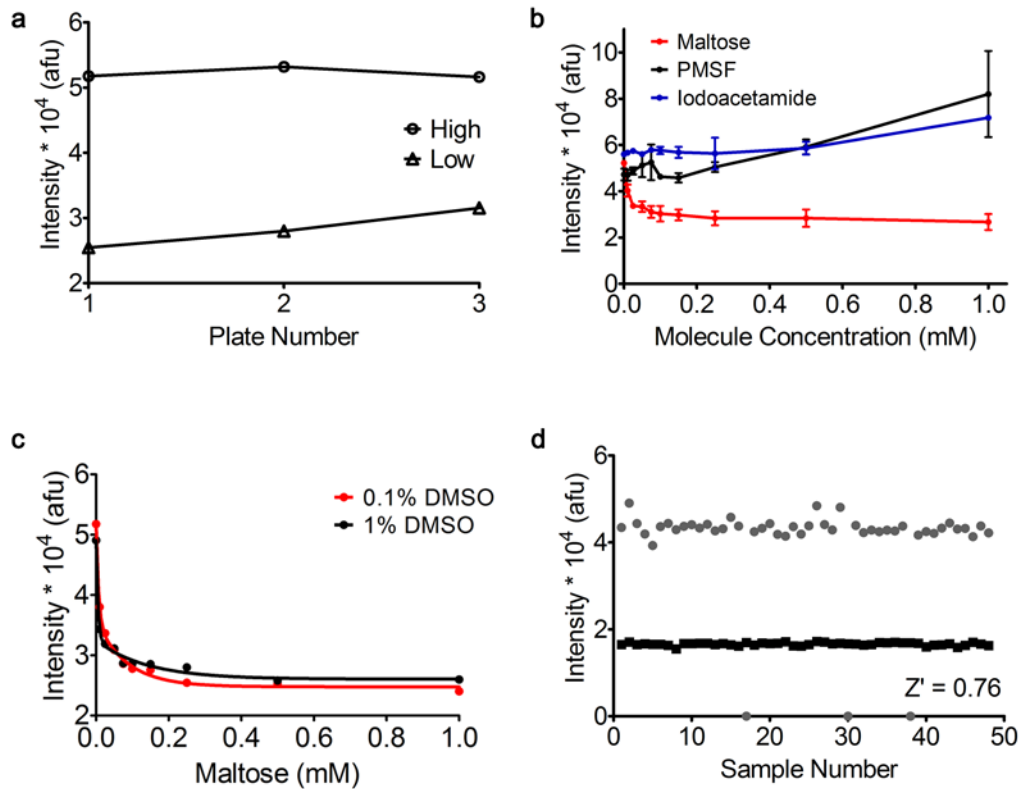 a
Intensity * 10⁴ (afu)
6
5
4
3
2
High
Low
1 2 3
Plate Number
b
Intensity * 10⁴ (afu)
10
8
6
4
2
0
Maltose
PMSF
Iodoacetamide
0.0 0.2 0.4 0.6 0.8 1.0
Molecule Concentration (mM)
c
Intensity * 10⁴ (afu)
6
5
4
3
2
0.1% DMSO
1% DMSO
0.0 0.2 0.4 0.6 0.8 1.0
Maltose (mM)
d
Intensity * 10⁴ (afu)
6
4
2
0
Z' = 0.76
0 10 20 30 40 50
Sample Number